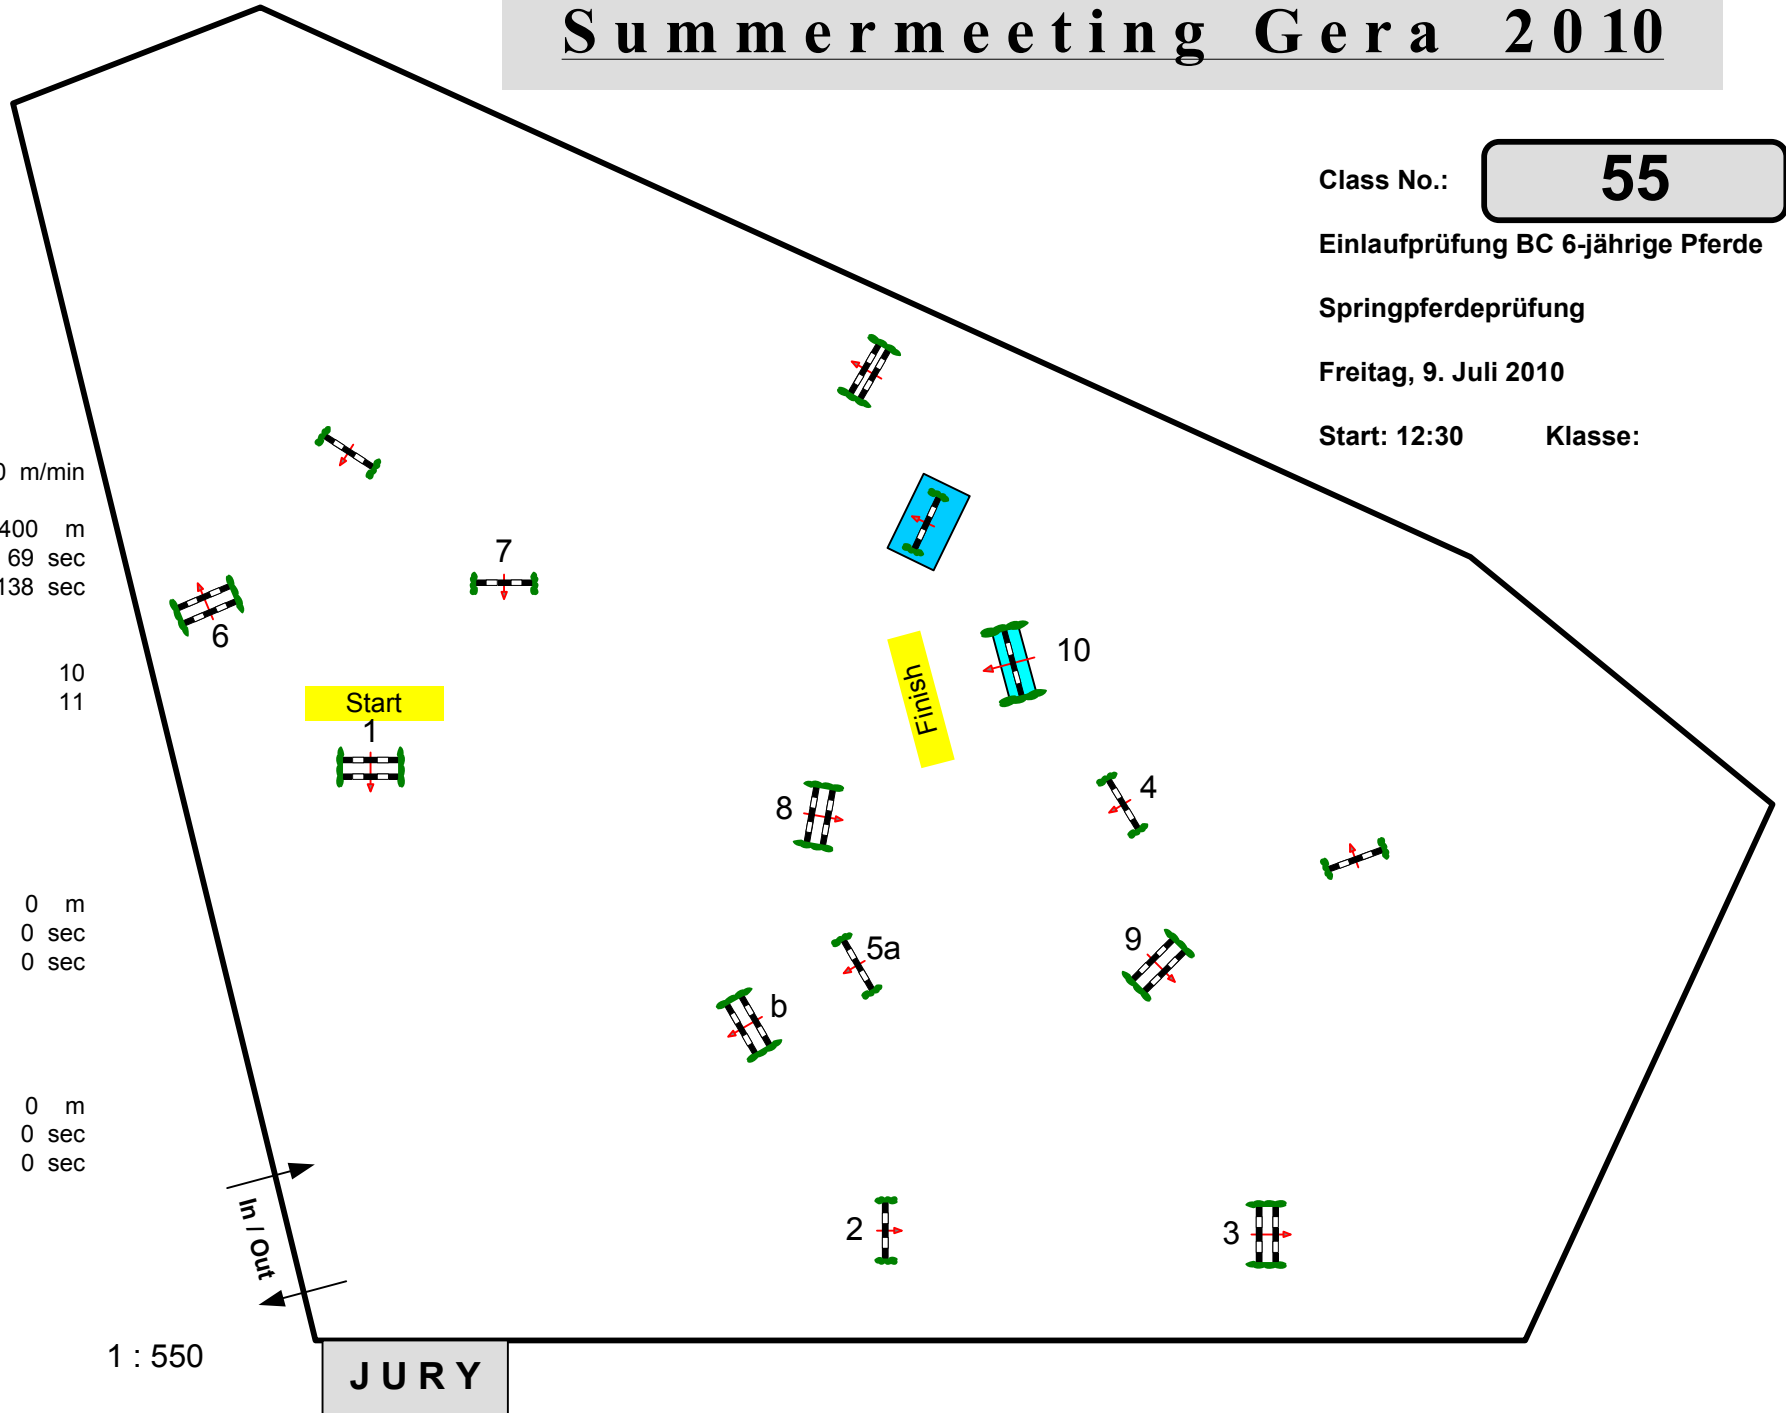 Summermeeting Gera 2010
Class No.: 55
Einlaufprüfung BC 6-jährige Pferde
Springpferdeprüfung
Freitag, 9. Juli 2010
Start: 12:30 Klasse:
0 m/min
400 m
69 sec
138 sec
10
11
0 m
0 sec
0 sec
0 m
0 sec
0 sec
7
6
Start
1
10
Finish
4
8
5a
9
b
2
3
In / Out
1 : 550
JURY